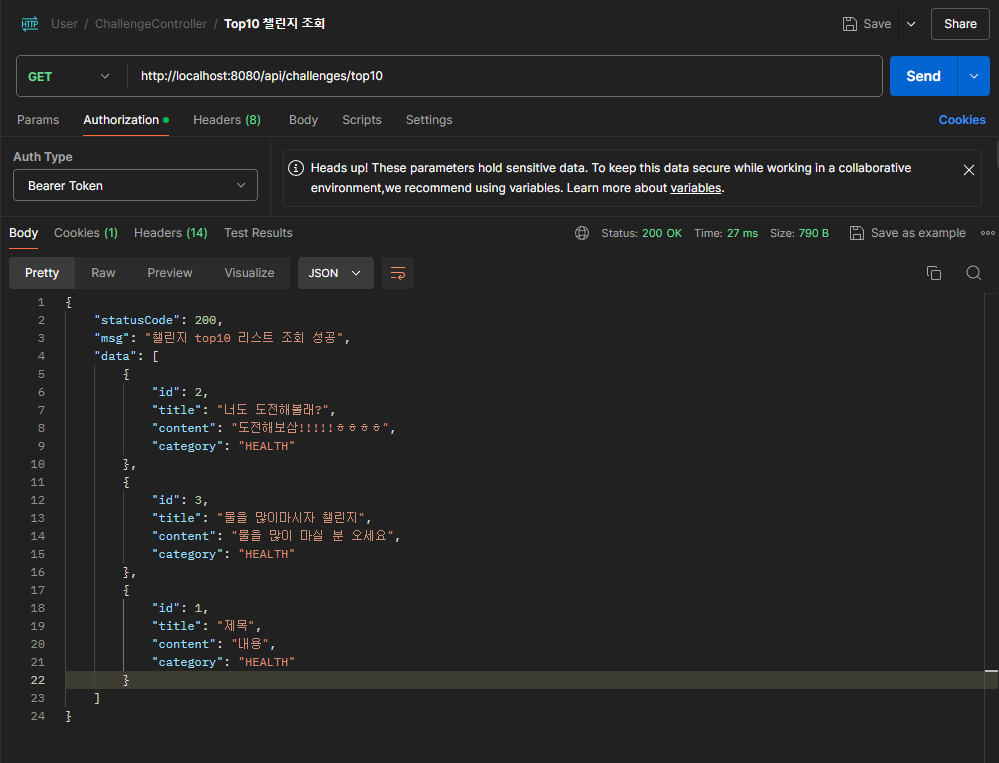 HTTP User / ChallengeController / Top10 챌린지 조회 Save Share
GET http://localhost:8080/api/challenges/top10 Send
Params Authorization Headers (8) Body Scripts Settings Cookies
Auth Type
Bearer Token
Heads up! These parameters hold sensitive data. To keep this data secure while working in a collaborative
environment,we recommend using variables. Learn more about variables.
Body Cookies (1) Headers (14) Test Results Status: 200 OK Time: 27 ms Size: 790 B Save as example
Pretty Raw Preview Visualize JSON
1 {
2 "statusCode": 200,
3 "msg": "챌린지 top10 리스트 조회 성공",
4 "data": [
5 {
6 "id": 2,
7 "title": "너도 도전해볼래?",
8 "content": "도전해보삼!!!!!ㅎㅎㅎㅎ",
9 "category": "HEALTH"
10 },
11 {
12 "id": 3,
13 "title": "물을 많이마시자 챌린지",
14 "content": "물을 많이 마실 분 오세요",
15 "category": "HEALTH"
16 },
17 {
18 "id": 1,
19 "title": "제목",
20 "content": "내용",
21 "category": "HEALTH"
22 }
23 ]
24 }